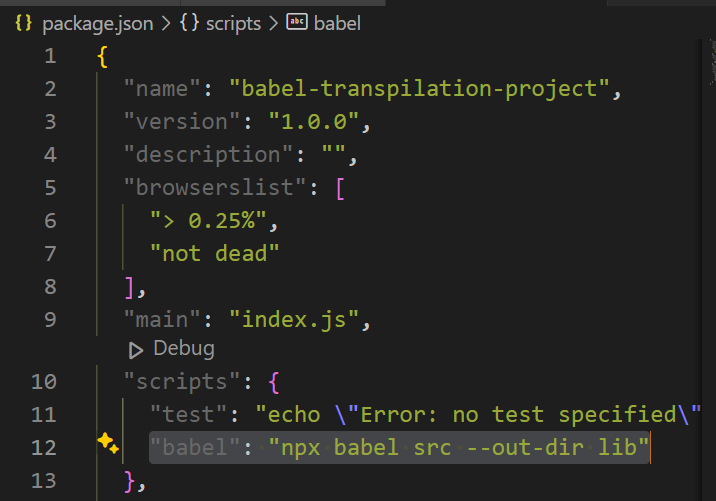 {} package.json > {} scripts > abc babel
1 {
2 "name": "babel-transpilation-project",
3 "version": "1.0.0",
4 "description": "",
5 "browserslist": [
6 "> 0.25%",
7 "not dead"
8 ],
9 "main": "index.js",
Debug
10 "scripts": {
11 "test": "echo \"Error: no test specified\"
12 "babel": "npx babel src --out-dir lib"
13 },